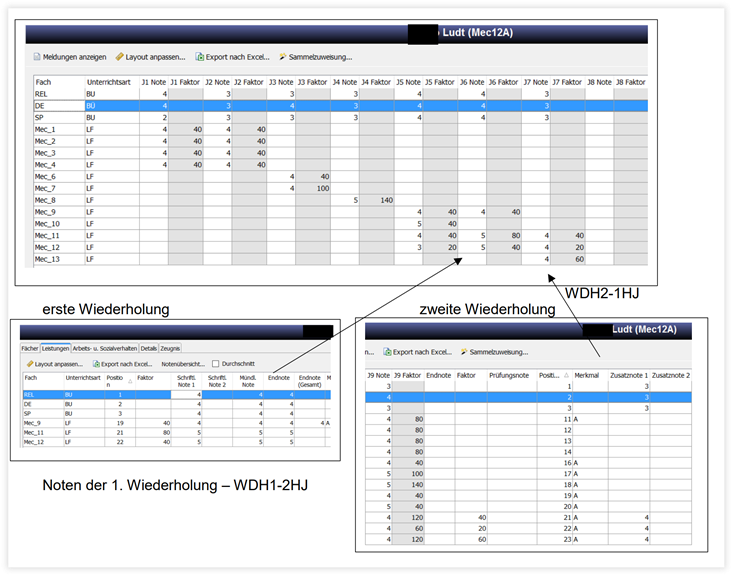 Ludt (Mec12A)
Meldungen anzeigen Layout anpassen... Export nach Excel... Sammelzuweisung...
Fach Unterrichtsart J1 Note J1 Faktor J2 Note J2 Faktor J3 Note J3 Faktor J4 Note J4 Faktor J5 Note J5 Faktor J6 Note J6 Faktor J7 Note J7 Faktor J8 Note J8 Faktor
REL BU 4 3 3 3 4 4 3
DE BÜ 4 3 4 3 4 4 3
SP BU 2 3 3 3 4 4 3
Mec_1 LF 4 40 4 40
Mec_2 LF 4 40 4 40
Mec_3 LF 4 40 4 40
Mec_4 LF 4 40 4 40
Mec_6 LF 3 40
Mec_7 LF 4 100
Mec_8 LF 5 140
Mec_9 LF 4 40 4 40
Mec_10 LF 5 40
Mec_11 LF 4 40 5 80 4 40
Mec_12 LF 3 20 5 40 4 20
Mec_13 LF 4 60
WDH2-1HJ
erste Wiederholung
zweite Wiederholung
Fächer Leistungen Arbeits- u. Sozialverhalten Details Zeugnis
Layout anpassen... Export nach Excel... Notenübersicht... Durchschnitt
Fach Unterrichtsart Positio n Faktor Schriftl. Note 1 Schriftl. Note 2 Mündl. Note Endnote Endnote (Gesamt) M
REL BU 1 4 4 4
DE BU 2 4 4 4
SP BU 3 4 4 4
Mec_9 LF 19 40 4 4 4 4 A
Mec_11 LF 21 80 5 5 5
Mec_12 LF 22 40 5 5 5
Noten der 1. Wiederholung – WDH1-2HJ
Ludt (Mec12A)
n... Export nach Excel... Sammelzuweisung...
J9 Note J9 Faktor Endnote Faktor Prüfungsnote Positi... Merkmal Zusatznote 1 Zusatznote 2
3 1 3
4 2 3
3 3 3
4 80 11 A
4 80 12
4 80 13
4 80 14
4 40 16 A
5 100 17 A
5 140 18 A
4 40 19 A
5 40 20 A
4 120 40 21 A 4
4 60 20 22 A 4
4 120 60 23 A 4